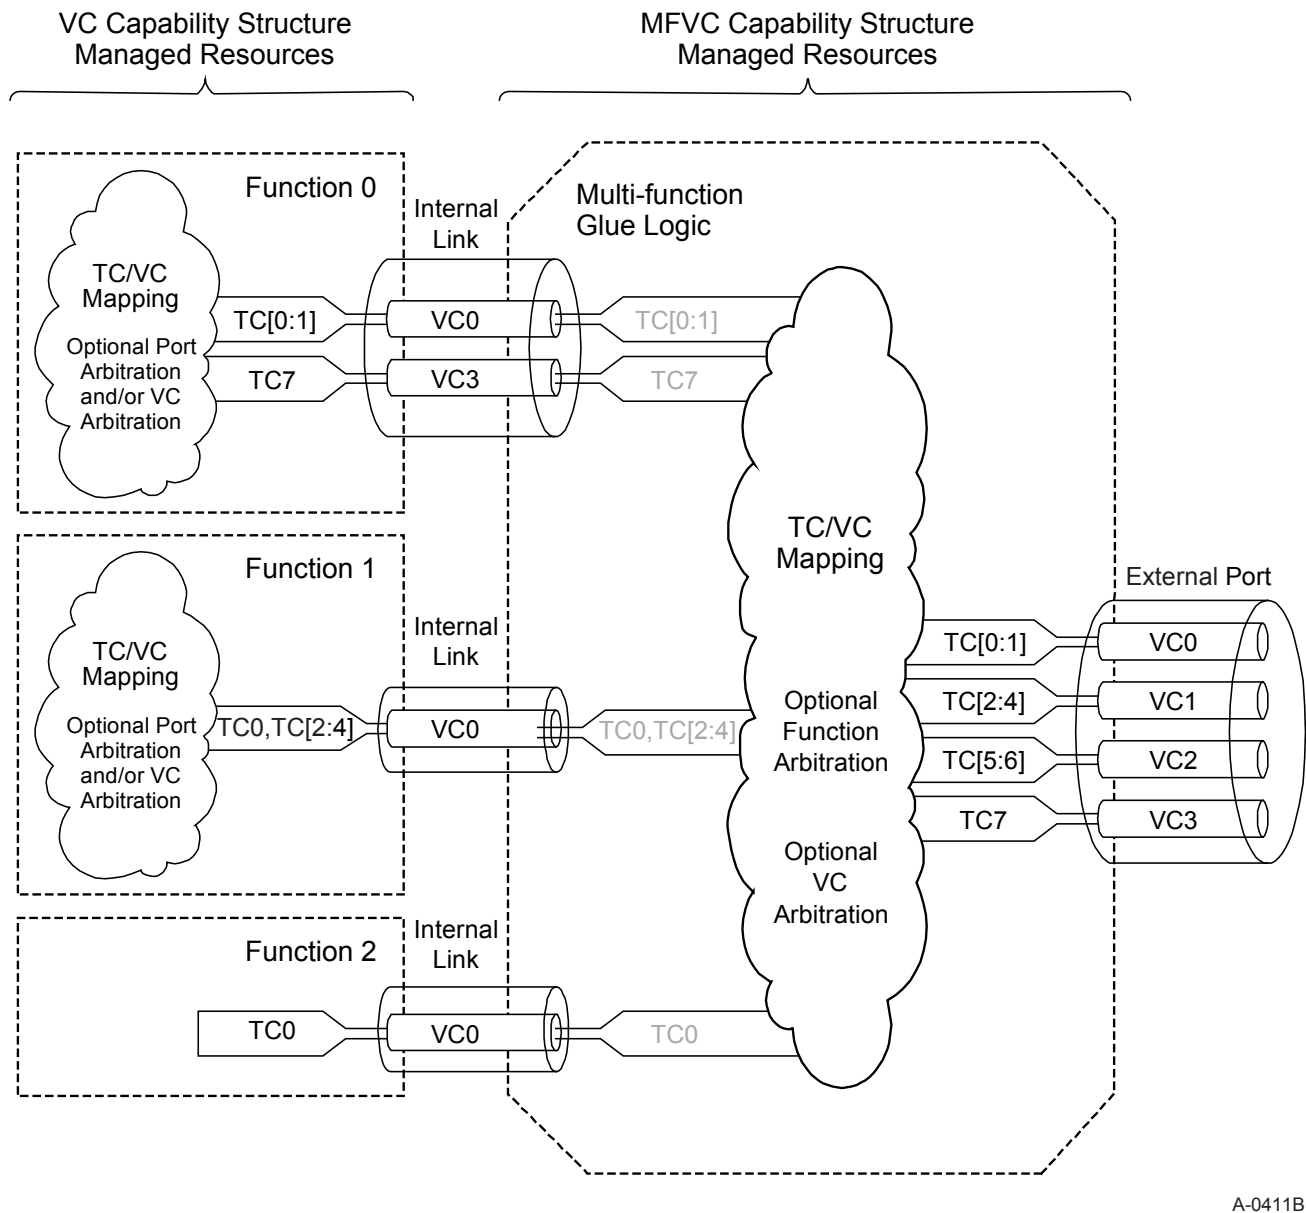 VC Capability Structure
Managed Resources
MFVC Capability Structure
Managed Resources
Function 0
TC/VC
Mapping
Optional Port
Arbitration
and/or VC
Arbitration
TC[0:1]
TC7
Internal
Link
VC0
VC3
Multi-function
Glue Logic
TC[0:1]
TC7
Function 1
TC/VC
Mapping
Optional Port
Arbitration
and/or VC
Arbitration
TC0,TC[2:4]
Internal
Link
VC0
TC0,TC[2:4]
Function 2
TC0
Internal
Link
VC0
TC0
TC/VC
Mapping
Optional
Function
Arbitration
Optional
VC
Arbitration
External Port
TC[0:1]
VC0
TC[2:4]
VC1
TC[5:6]
VC2
TC7
VC3
A-0411B